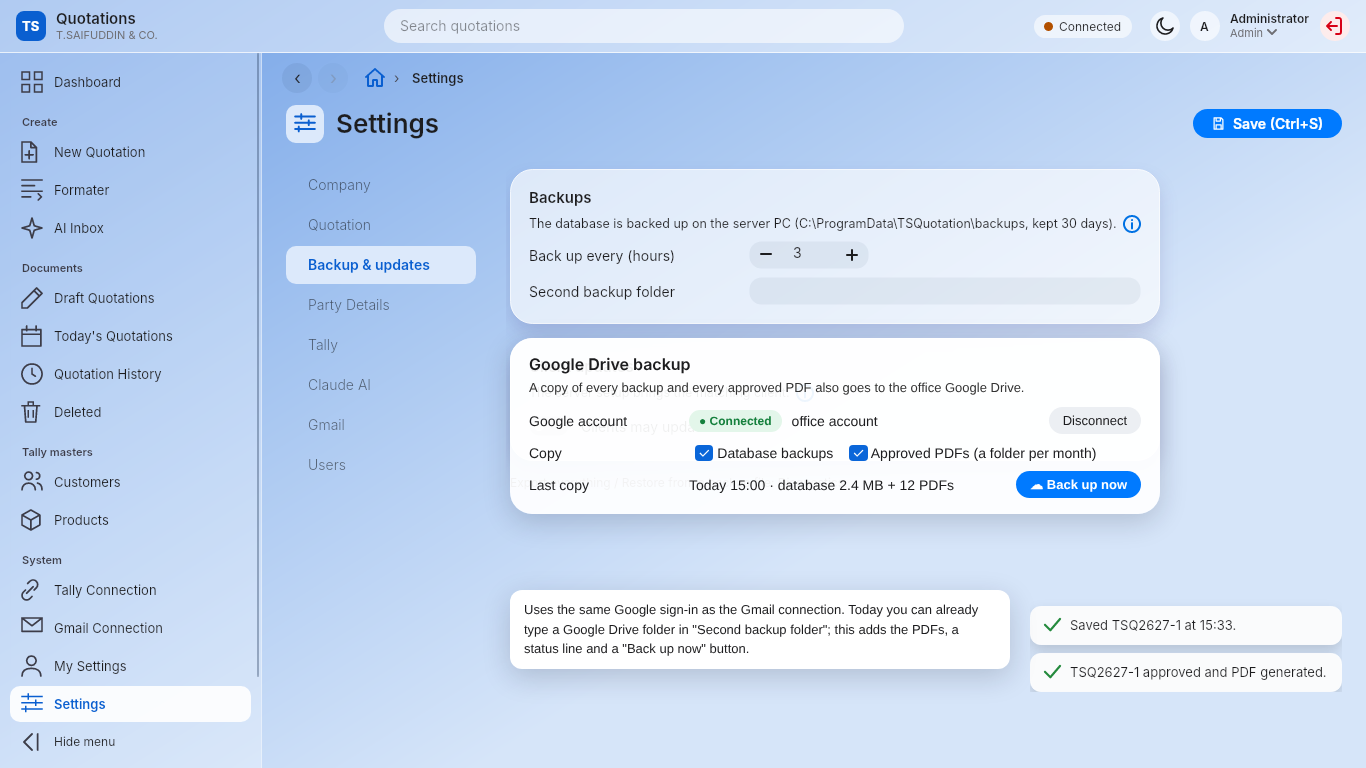 TS
Quotations
T.SAIFUDDIN & CO.
Search quotations
Connected
A
Administrator
Admin
Dashboard
Create
New Quotation
Formater
AI Inbox
Documents
Draft Quotations
Today's Quotations
Quotation History
Deleted
Tally masters
Customers
Products
System
Tally Connection
Gmail Connection
My Settings
Settings
Hide menu
‹ › › Settings
Settings
Save (Ctrl+S)
Company
Quotation
Backup & updates
Party Details
Tally
Claude AI
Gmail
Users
Backups
The database is backed up on the server PC (C:\ProgramData\TSQuotation\backups, kept 30 days).
Back up every (hours) − 3 +
Second backup folder
Google Drive backup
A copy of every backup and every approved PDF also goes to the office Google Drive.
Google account ● Connected office account Disconnect
Copy Database backups Approved PDFs (a folder per month)
Last copy Today 15:00 · database 2.4 MB + 12 PDFs ☁ Back up now
Uses the same Google sign-in as the Gmail connection. Today you can already
type a Google Drive folder in "Second backup folder"; this adds the PDFs, a
status line and a "Back up now" button.
Saved TSQ2627-1 at 15:33.
TSQ2627-1 approved and PDF generated.